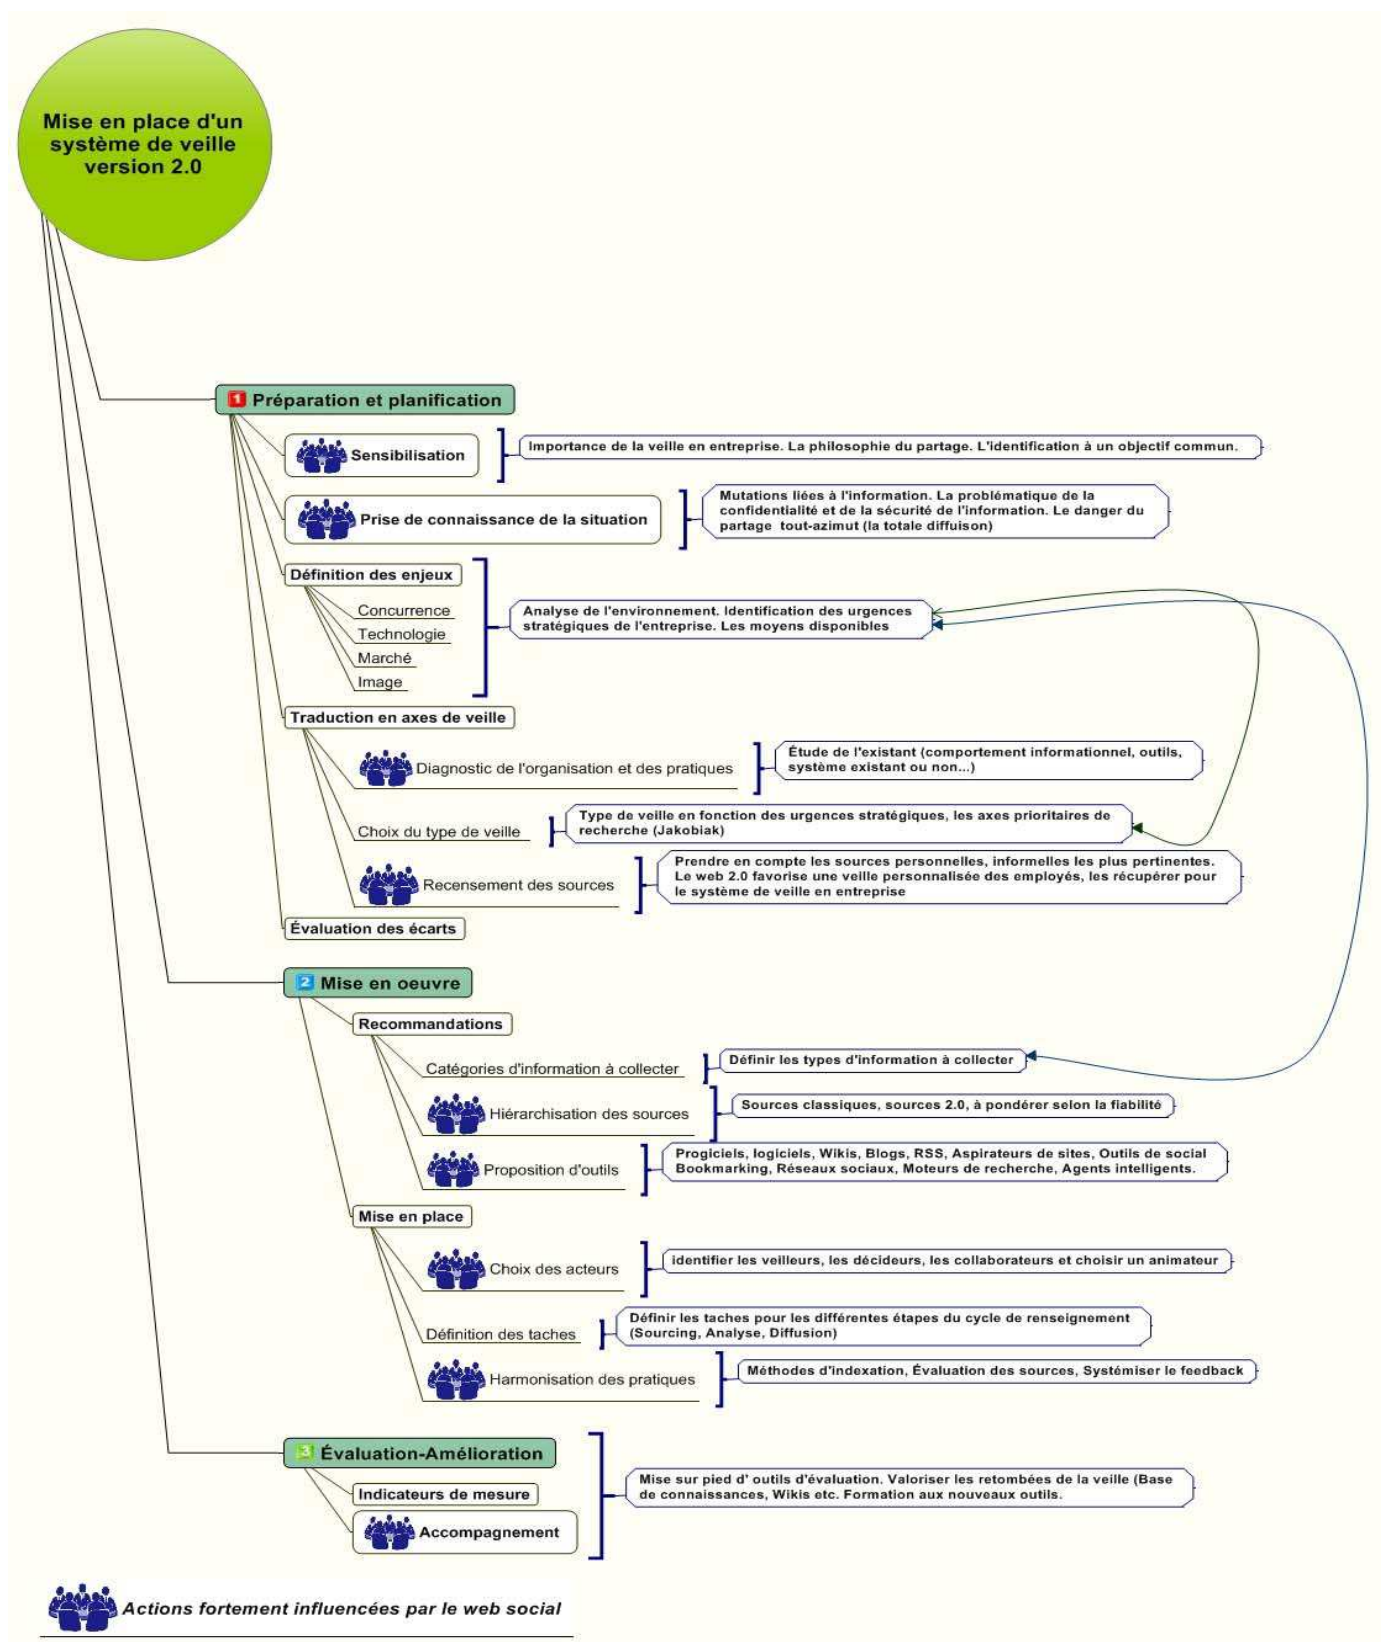 Mise en place d'un
système de veille
version 2.0
1 Préparation et planification
Sensibilisation
Importance de la veille en entreprise. La philosophie du partage. L'identification à un objectif commun.
Prise de connaissance de la situation
Mutations liées à l'information. La problématique de la
confidentialité et de la sécurité de l'information. Le danger du
partage tout-azimut (la totale diffuison)
Définition des enjeux
Concurrence
Technologie
Marché
Image
Analyse de l'environnement. Identification des urgences
stratégiques de l'entreprise. Les moyens disponibles
Traduction en axes de veille
Diagnostic de l'organisation et des pratiques
Étude de l'existant (comportement informationnel, outils,
système existant ou non...)
Choix du type de veille
Type de veille en fonction des urgences stratégiques, les axes prioritaires de
recherche (Jakobiak)
Recensement des sources
Prendre en compte les sources personnelles, informelles les plus pertinentes.
Le web 2.0 favorise une veille personnalisée des employés, les récupérer pour
le système de veille en entreprise
Évaluation des écarts
2 Mise en oeuvre
Recommandations
Catégories d'information à collecter
Définir les types d'information à collecter
Hiérarchisation des sources
Sources classiques, sources 2.0, à pondérer selon la fiabilité
Proposition d'outils
Progiciels, logiciels, Wikis, Blogs, RSS, Aspirateurs de sites, Outils de social
Bookmarking, Réseaux sociaux, Moteurs de recherche, Agents intelligents.
Mise en place
Choix des acteurs
identifier les veilleurs, les décideurs, les collaborateurs et choisir un animateur
Définition des taches
Définir les taches pour les différentes étapes du cycle de renseignement
(Sourcing, Analyse, Diffusion)
Harmonisation des pratiques
Méthodes d'indexation, Évaluation des sources, Systémiser le feedback
3 Évaluation-Amélioration
Indicateurs de mesure
Accompagnement
Mise sur pied d' outils d'évaluation. Valoriser les retombées de la veille (Base
de connaissances, Wikis etc. Formation aux nouveaux outils.
Actions fortement influencées par le web social